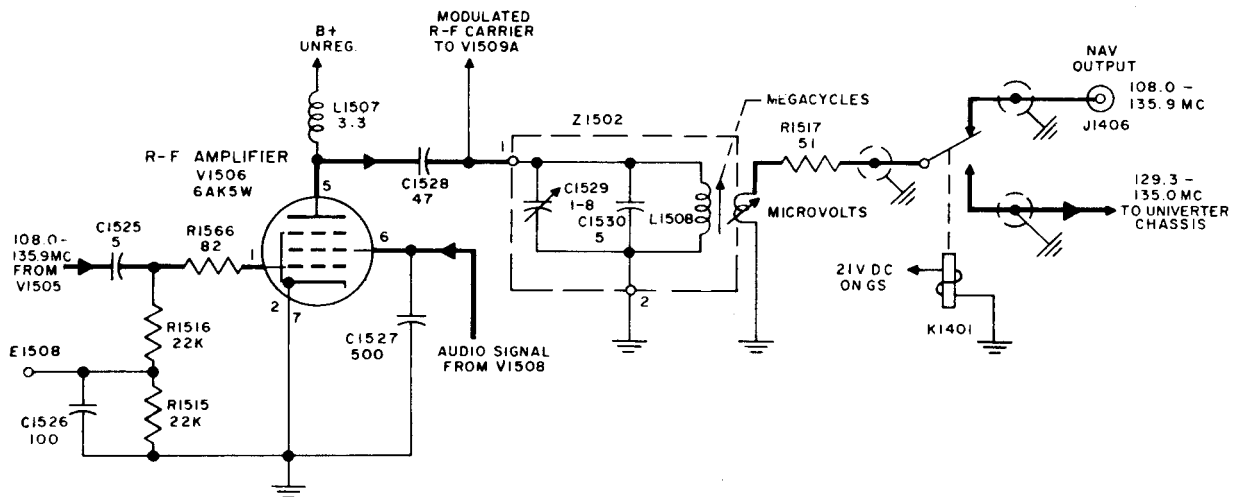 B+
UNREG.
MODULATED
R-F CARRIER
TO V1509A
L1507
3.3
R-F AMPLIFIER
V1506
6AK5W
5
C1528
47
1
Z1502
C1529
1-8
C1530
5
L1508
2
MEGACYCLES
MICROVOLTS
R1517
51
NAV
OUTPUT
108.0 -
135.9 MC
J1406
129.3 -
135.0 MC
TO UNIVERTER
CHASSIS
21V DC
ON GS
K1401
108.0-
135.9MC
FROM
V1505
C1525
5
R1566
82
1
6
2
7
R1516
22K
E1508
C1526
100
R1515
22K
C1527
500
AUDIO SIGNAL
FROM V1508